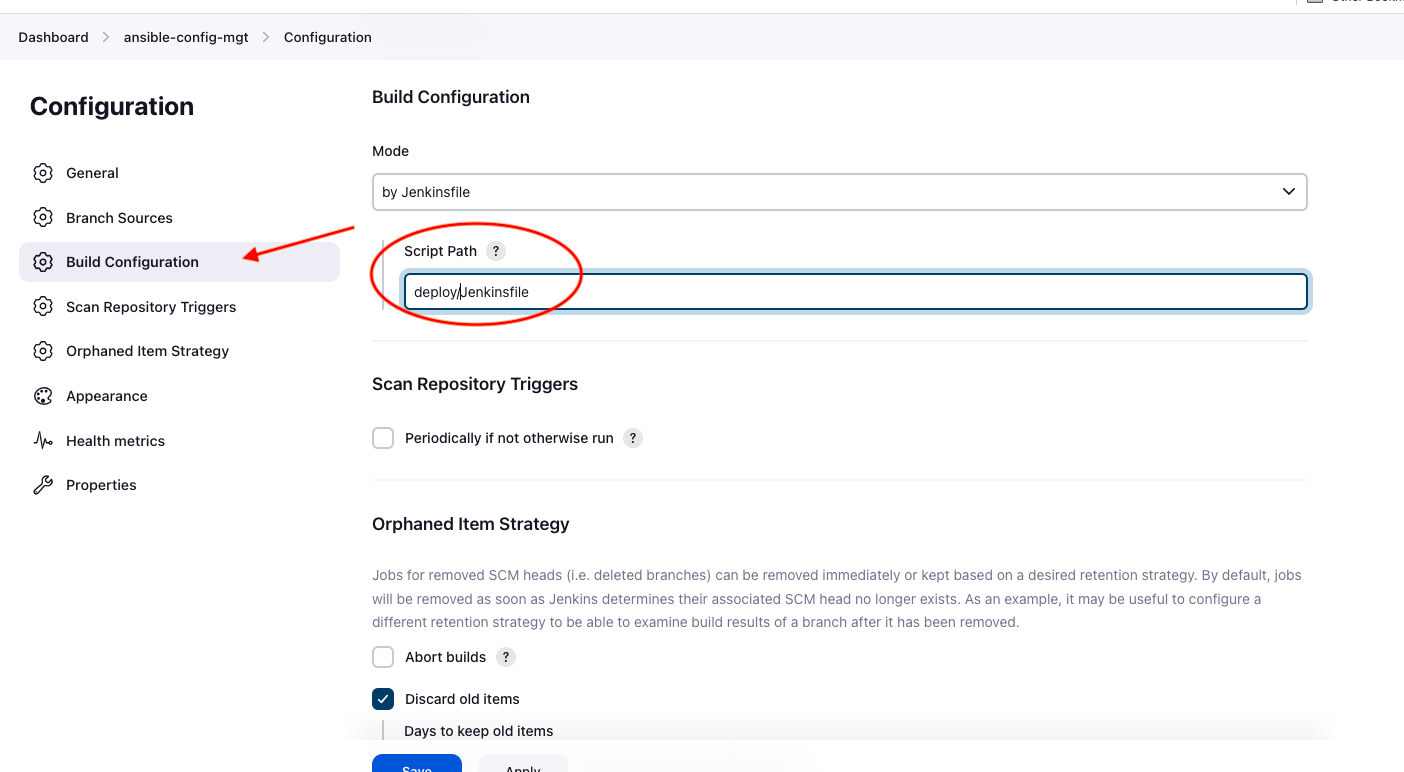 Dashboard > ansible-config-mgt > Configuration
Configuration
General
Branch Sources
Build Configuration
Scan Repository Triggers
Orphaned Item Strategy
Appearance
Health metrics
Properties
Build Configuration
Mode
by Jenkinsfile
Script Path ?
deploy/Jenkinsfile
Scan Repository Triggers
Periodically if not otherwise run ?
Orphaned Item Strategy
Jobs for removed SCM heads (i.e. deleted branches) can be removed immediately or kept based on a desired retention strategy. By default, jobs
will be removed as soon as Jenkins determines their associated SCM head no longer exists. As an example, it may be useful to configure a
different retention strategy to be able to examine build results of a branch after it has been removed.
Abort builds ?
Discard old items
Days to keep old items
Save Apply